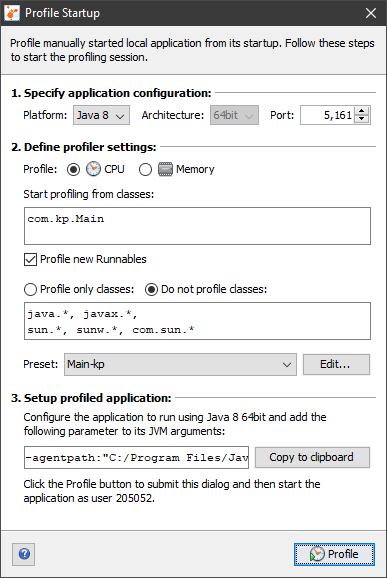 Profile Startup
Profile manually started local application from its startup. Follow these steps
to start the profiling session.
1. Specify application configuration:
Platform: Java 8 Architecture: 64bit Port: 5,161
2. Define profiler settings:
Profile: CPU Memory
Start profiling from classes:
com.kp.Main
Profile new Runnables
Profile only classes: Do not profile classes:
java.*, javax.*,
sun.*, sunw.*, com.sun.*
Preset: Main-kp Edit...
3. Setup profiled application:
Configure the application to run using Java 8 64bit and add the
following parameter to its JVM arguments:
-agentpath:"C:/Program Files/Jav Copy to clipboard
Click the Profile button to submit this dialog and then start the
application as user 205052.
? Profile